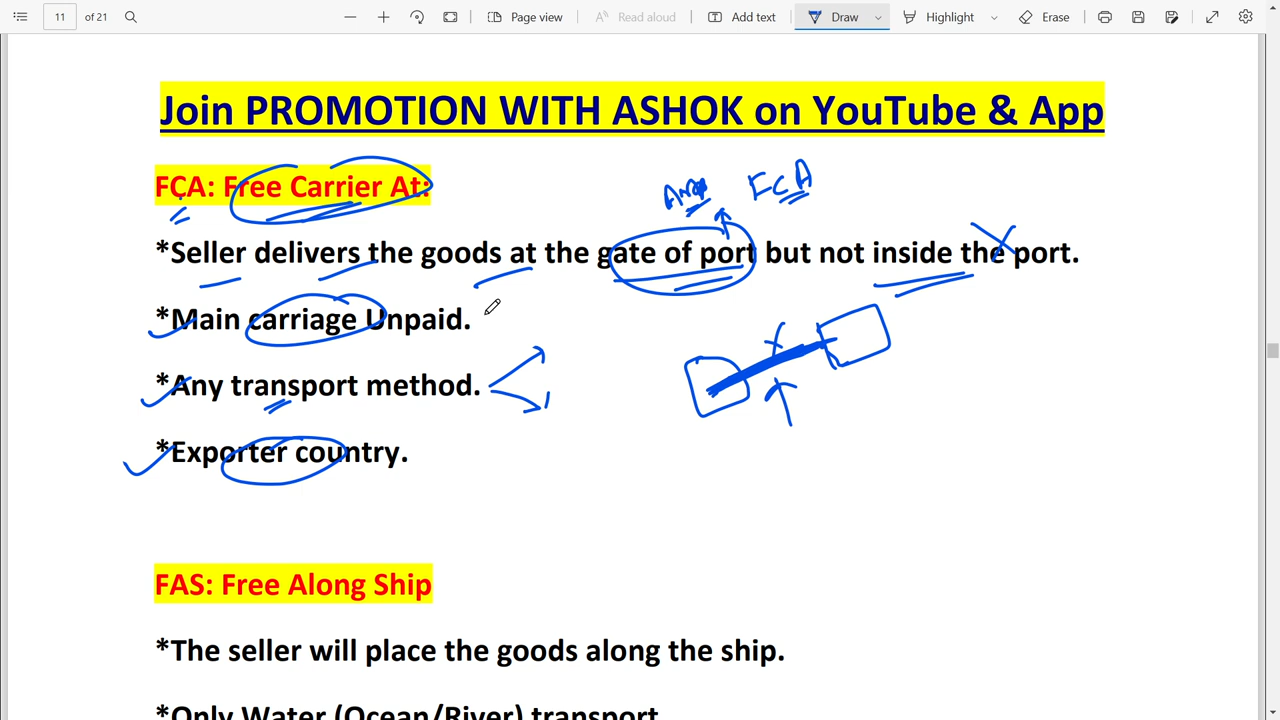 11 of 21 Page view Read aloud Add text Draw Highlight Erase
Join PROMOTION WITH ASHOK on YouTube & App
FCA: Free Carrier At:
FCA
*Seller delivers the goods at the gate of port but not inside the port.
*Main carriage Unpaid.
*Any transport method.
*Exporter country.
FAS: Free Along Ship
*The seller will place the goods along the ship.
*Only Water (Ocean/River) transport